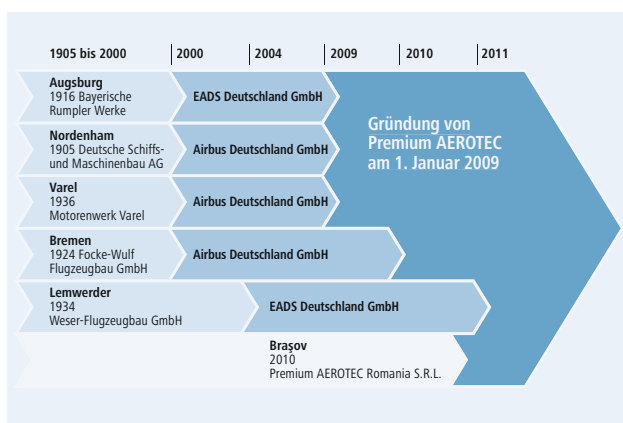 1905 bis 2000 | 2000 | 2004 | 2009 | 2010 | 2011
Augsburg
1916 Bayerische
Rumpler Werke
EADS Deutschland GmbH
Nordenham
1905 Deutsche Schiffs-
und Maschinenbau AG
Airbus Deutschland GmbH
Gründung von
Premium AEROTEC
am 1. Januar 2009
Varel
1936
Motorenwerk Varel
Airbus Deutschland GmbH
Bremen
1924 Focke-Wulf
Flugzeugbau GmbH
Airbus Deutschland GmbH
Lemwerder
1934
Weser-Flugzeugbau GmbH
EADS Deutschland GmbH
Braşov
2010
Premium AEROTEC Romania S.R.L.